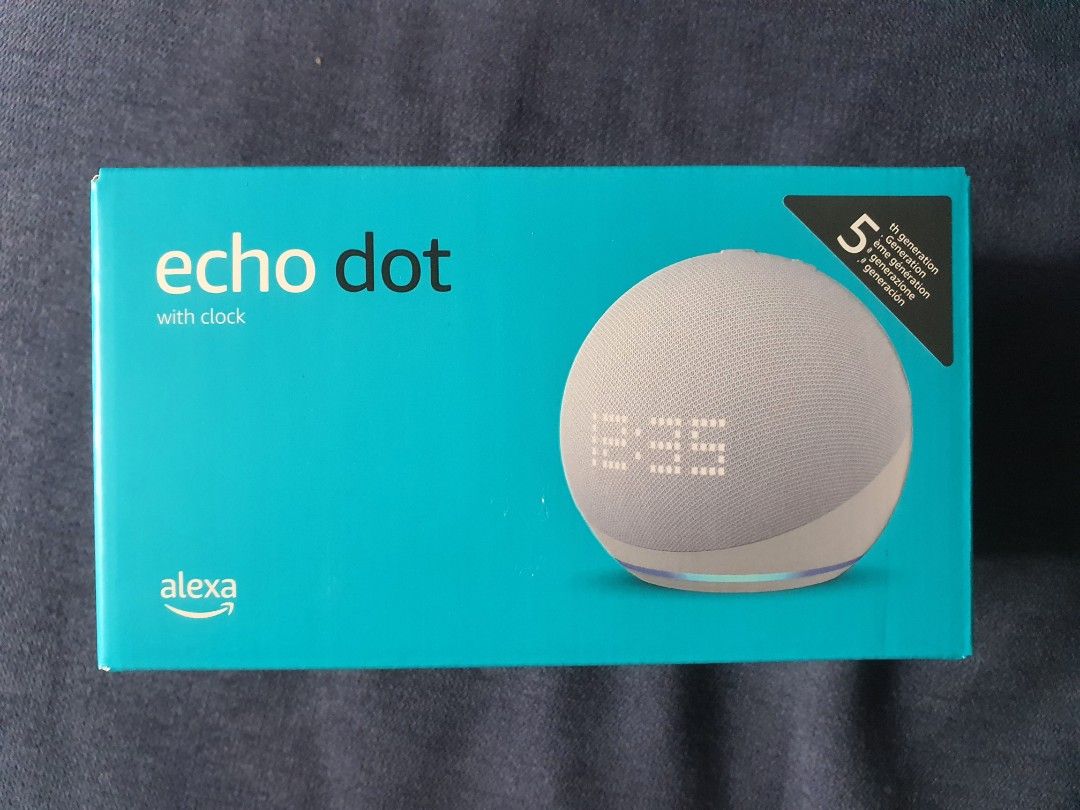 echo dot
with clock
5
th generation
. Generation
ème génération
ª generazione
.ª generación
12:35
alexa